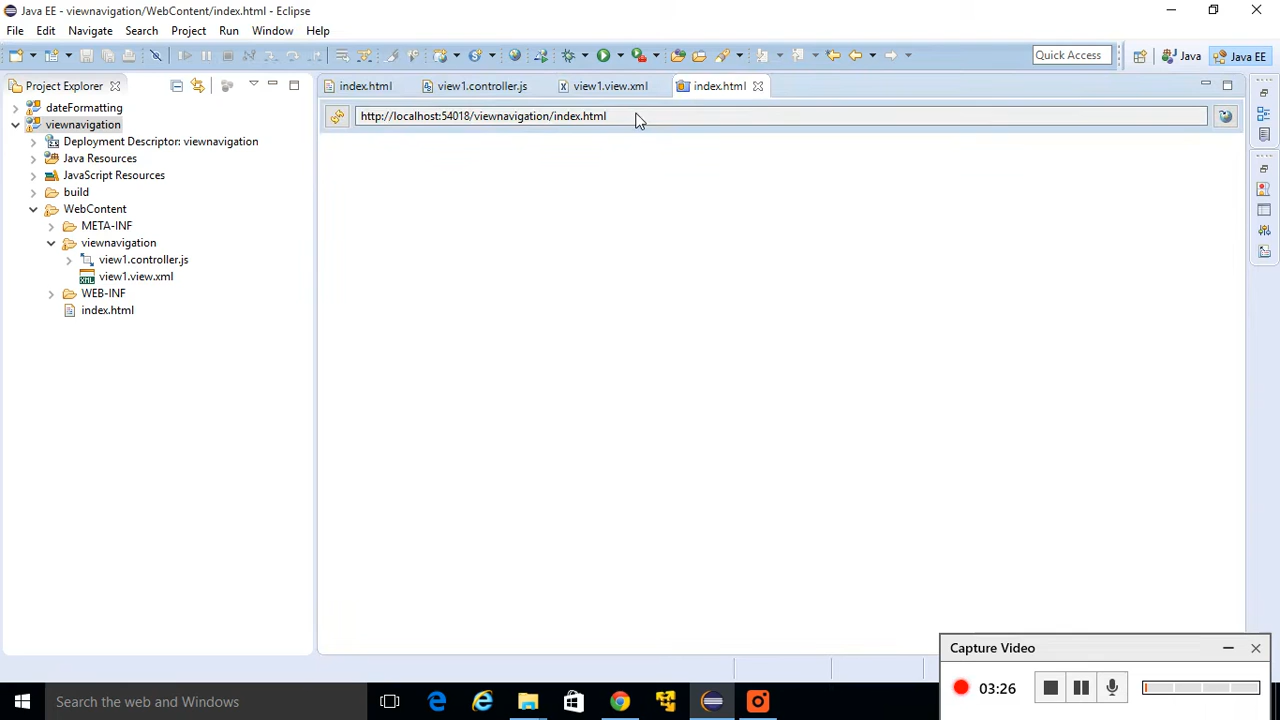 Java EE - viewnavigation/WebContent/index.html - Eclipse
File Edit Navigate Search Project Run Window Help
Quick Access Java Java EE
Project Explorer
index.html view1.controller.js view1.view.xml index.html
http://localhost:54018/viewnavigation/index.html
dateFormatting
viewnavigation
Deployment Descriptor: viewnavigation
Java Resources
JavaScript Resources
build
WebContent
META-INF
viewnavigation
view1.controller.js
view1.view.xml
WEB-INF
index.html
Capture Video
03:26
Search the web and Windows